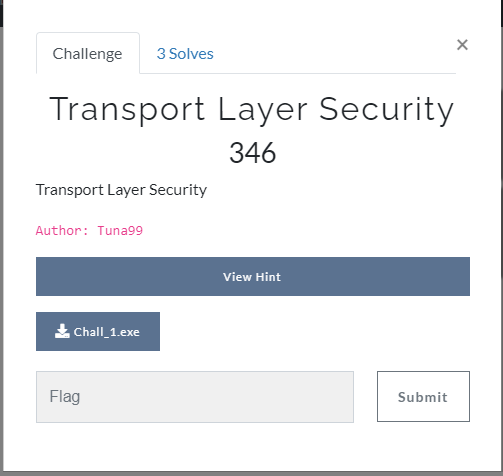 Challenge
3 Solves
×
Transport Layer Security
346
Transport Layer Security
Author: Tuna99
View Hint
Chall_1.exe
Flag
Submit